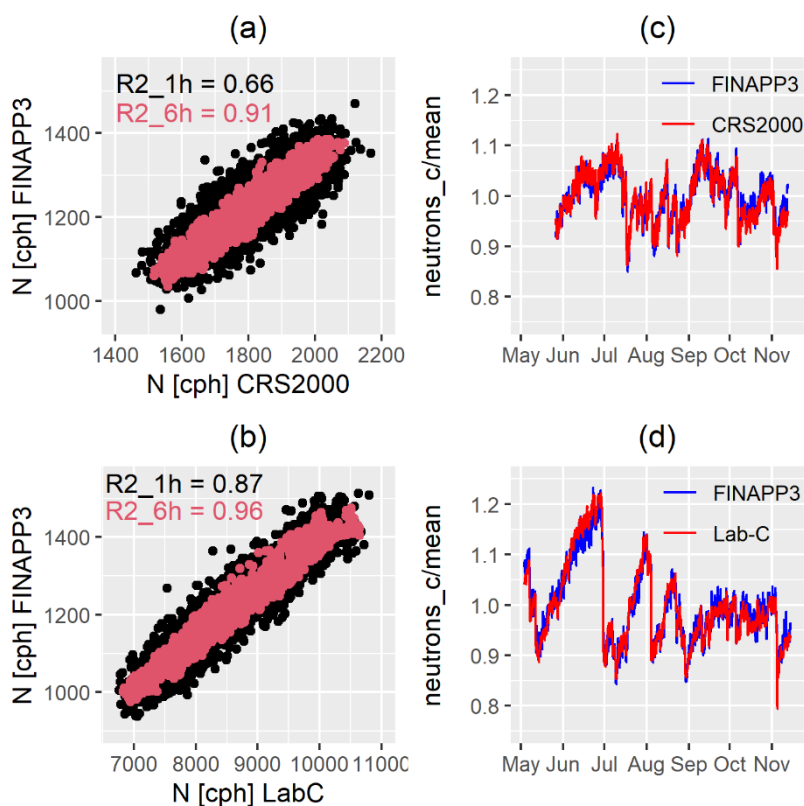 (a)
R2_1h = 0.66
R2_6h = 0.91
N [cph] FINAPP3
1400
1200
1000
1400 1600 1800 2000 2200
N [cph] CRS2000
(c)
FINAPP3
CRS2000
neutrons_c/mean
1.2
1.1
1.0
0.9
0.8
May Jun Jul Aug Sep Oct Nov
(b)
R2_1h = 0.87
R2_6h = 0.96
N [cph] FINAPP3
1400
1200
1000
7000 8000 9000 10000 11000
N [cph] LabC
(d)
FINAPP3
Lab-C
neutrons_c/mean
1.2
1.1
1.0
0.9
0.8
May Jun Jul Aug Sep Oct Nov